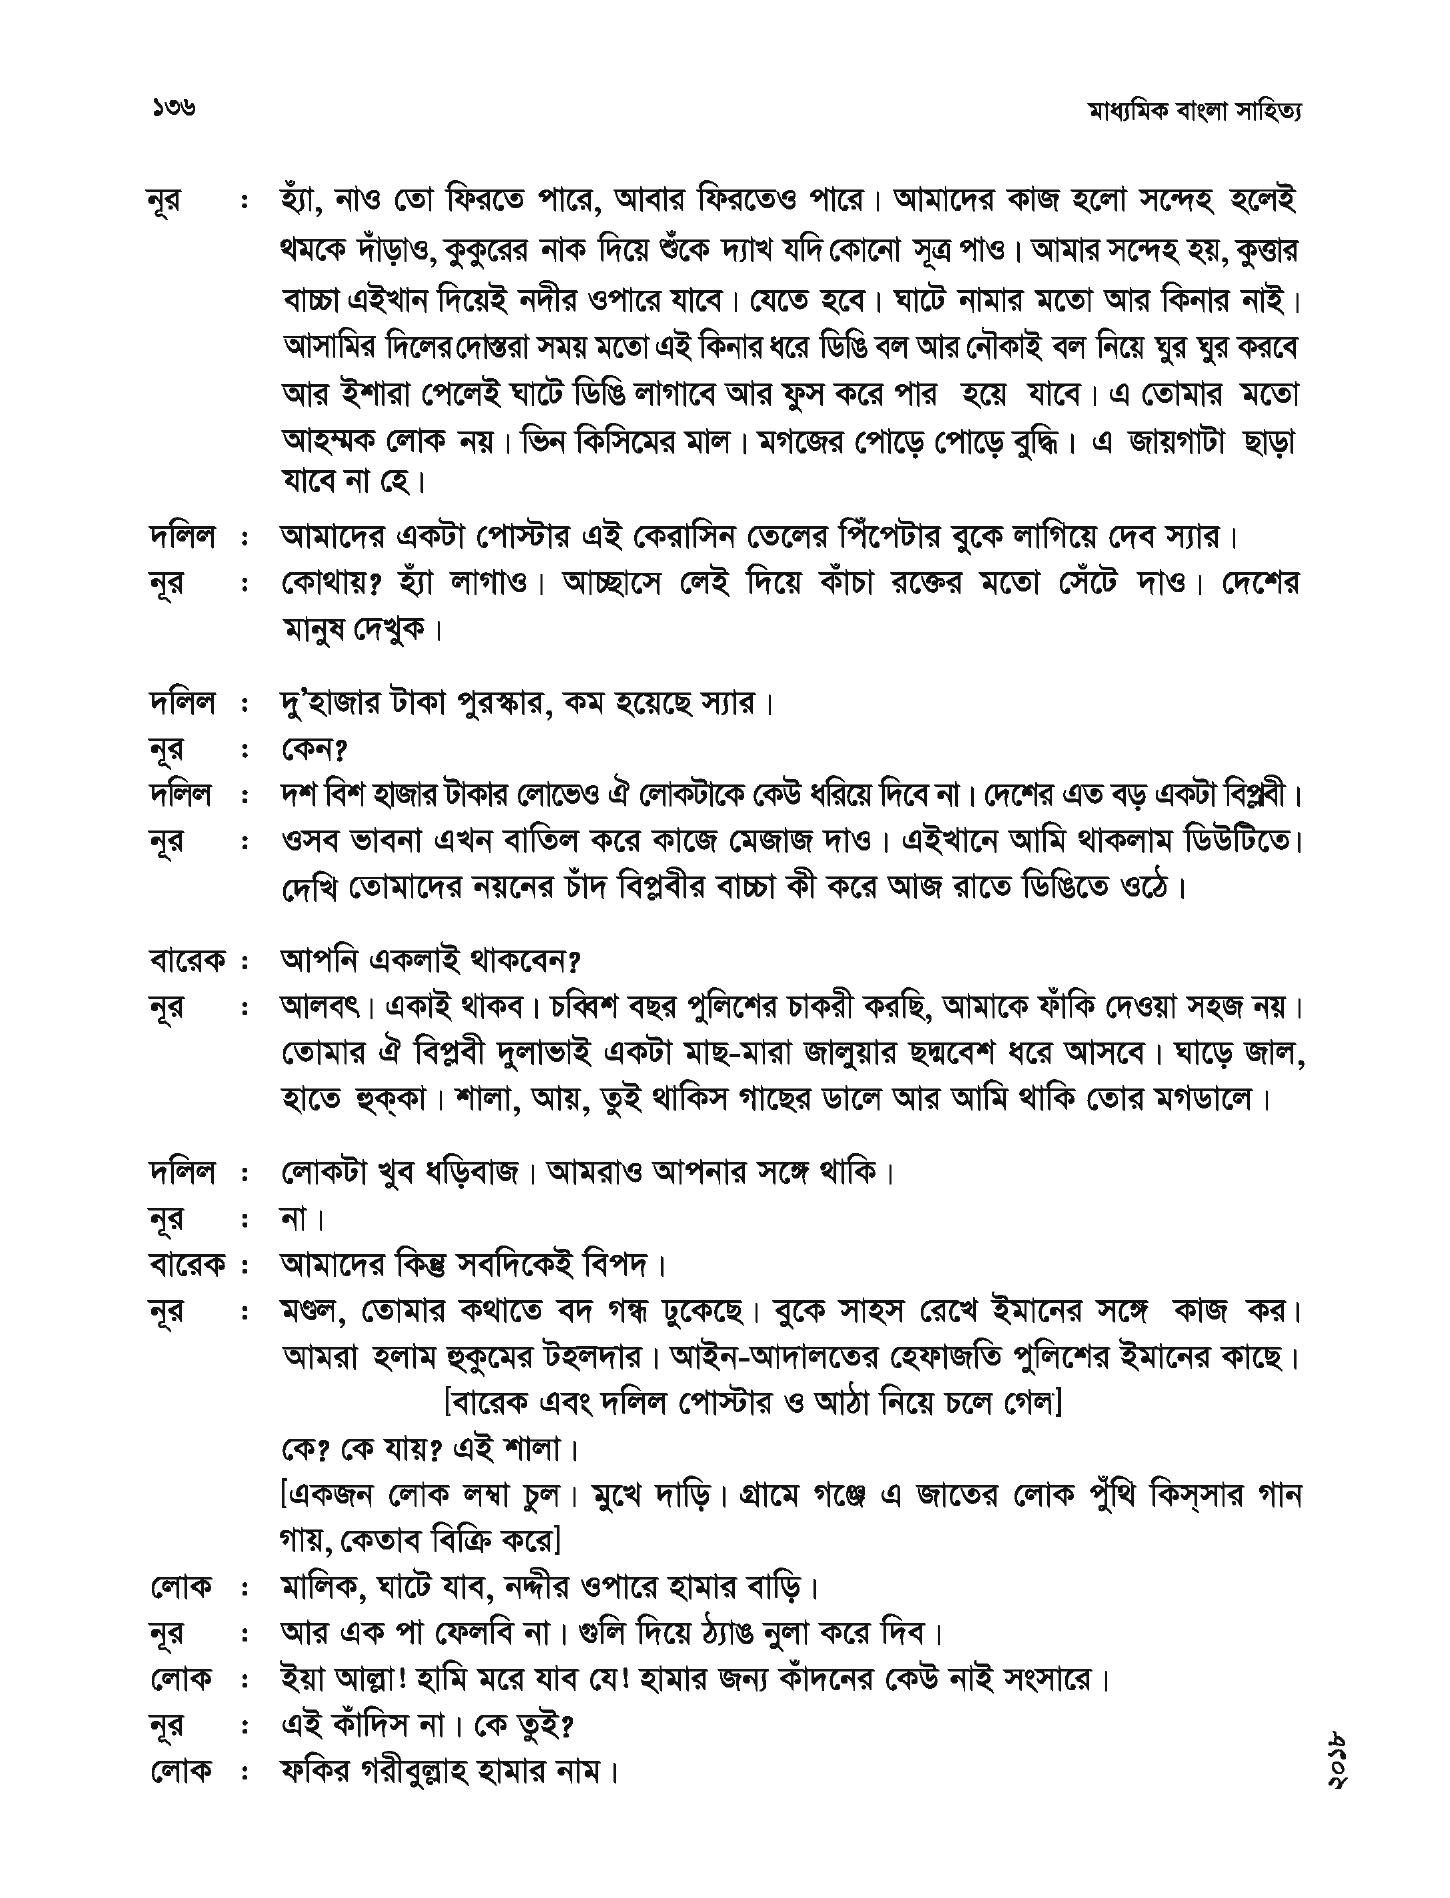 ১৩৬ মাধ্যমিক বাংলা সাহিত্য
নূর : হ্যাঁ, নাও তো ফিরতে পারে, আবার ফিরতেও পারে। আমাদের কাজ হলো সন্দেহ হলেই
থমকে দাঁড়াও, কুকুরের নাক দিয়ে শুঁকে দ্যাখ যদি কোনো সূত্র পাও। আমার সন্দেহ হয়, কুত্তার
বাচ্চা এইখান দিয়েই নদীর ওপারে যাবে। যেতে হবে। ঘাটে নামার মতো আর কিনার নাই।
আসামির দিলের দোস্তরা সময় মতো এই কিনার ধরে ডিঙি বল আর নৌকাই বল নিয়ে ঘুর ঘুর করবে
আর ইশারা পেলেই ঘাটে ডিঙি লাগাবে আর ফুস করে পার হয়ে যাবে। এ তোমার মতো
আহম্মক লোক নয়। ভিন কিসিমের মাল। মগজের পোড়ে পোড়ে বুদ্ধি। এ জায়গাটা ছাড়া
যাবে না হে।
দলিল : আমাদের একটা পোস্টার এই কেরাসিন তেলের পিঁপেটার বুকে লাগিয়ে দেব স্যার।
নূর : কোথায়? হ্যাঁ লাগাও। আচ্ছাসে লেই দিয়ে কাঁচা রক্তের মতো সেঁটে দাও। দেশের
মানুষ দেখুক।
দলিল : দু’হাজার টাকা পুরস্কার, কম হয়েছে স্যার।
নূর : কেন?
দলিল : দশ বিশ হাজার টাকার লোভেও ঐ লোকটাকে কেউ ধরিয়ে দিবে না। দেশের এত বড় একটা বিপ্লবী।
নূর : ওসব ভাবনা এখন বাতিল করে কাজে মেজাজ দাও। এইখানে আমি থাকলাম ডিউটিতে।
দেখি তোমাদের নয়নের চাঁদ বিপ্লবীর বাচ্চা কী করে আজ রাতে ডিঙিতে ওঠে।
বারেক : আপনি একলাই থাকবেন?
নূর : আলবৎ। একাই থাকব। চব্বিশ বছর পুলিশের চাকরী করছি, আমাকে ফাঁকি দেওয়া সহজ নয়।
তোমার ঐ বিপ্লবী দুলাভাই একটা মাছ-মারা জালুয়ার ছদ্মবেশ ধরে আসবে। ঘাড়ে জাল,
হাতে হুক্‌কা। শালা, আয়, তুই থাকিস গাছের ডালে আর আমি থাকি তোর মগডালে।
দলিল : লোকটা খুব ধড়িবাজ। আমরাও আপনার সঙ্গে থাকি।
নূর : না।
বারেক : আমাদের কিন্তু সবদিকেই বিপদ।
নূর : মণ্ডল, তোমার কথাতে বদ গন্ধ ঢুকেছে। বুকে সাহস রেখে ইমানের সঙ্গে কাজ কর।
আমরা হলাম হুকুমের টহলদার। আইন-আদালতের হেফাজতি পুলিশের ইমানের কাছে।
[বারেক এবং দলিল পোস্টার ও আঠা নিয়ে চলে গেল]
কে? কে যায়? এই শালা।
[একজন লোক লম্বা চুল। মুখে দাড়ি। গ্রামে গঞ্জে এ জাতের লোক পুঁথি কিস্‌সার গান
গায়, কেতাব বিক্রি করে]
লোক : মালিক, ঘাটে যাব, নদ্দীর ওপারে হামার বাড়ি।
নূর : আর এক পা ফেলবি না। গুলি দিয়ে ঠ্যাঙ নুলা করে দিব।
লোক : ইয়া আল্লা! হামি মরে যাব যে! হামার জন্য কাঁদনের কেউ নাই সংসারে।
নূর : এই কাঁদিস না। কে তুই?
লোক : ফকির গরীবুল্লাহ হামার নাম।
২০১৮